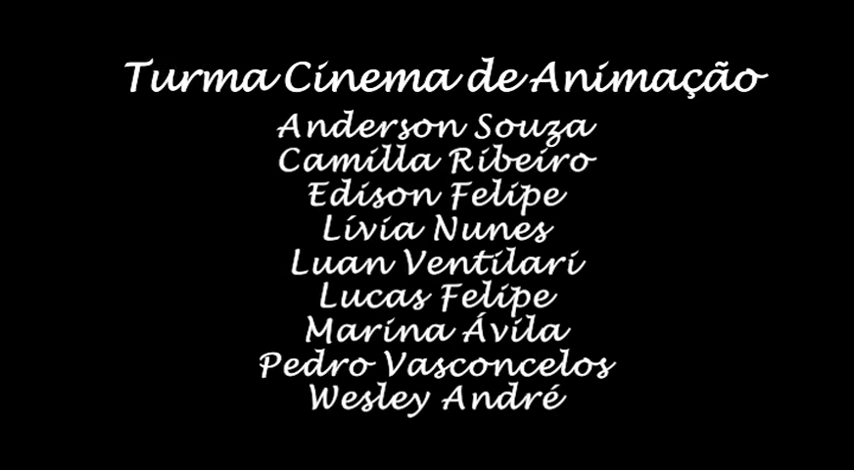 Turma Cinema de Animação
Anderson Souza
Camilla Ribeiro
Edison Felipe
Lívia Nunes
Luan Ventilari
Lucas Felipe
Marina Ávila
Pedro Vasconcelos
Wesley André